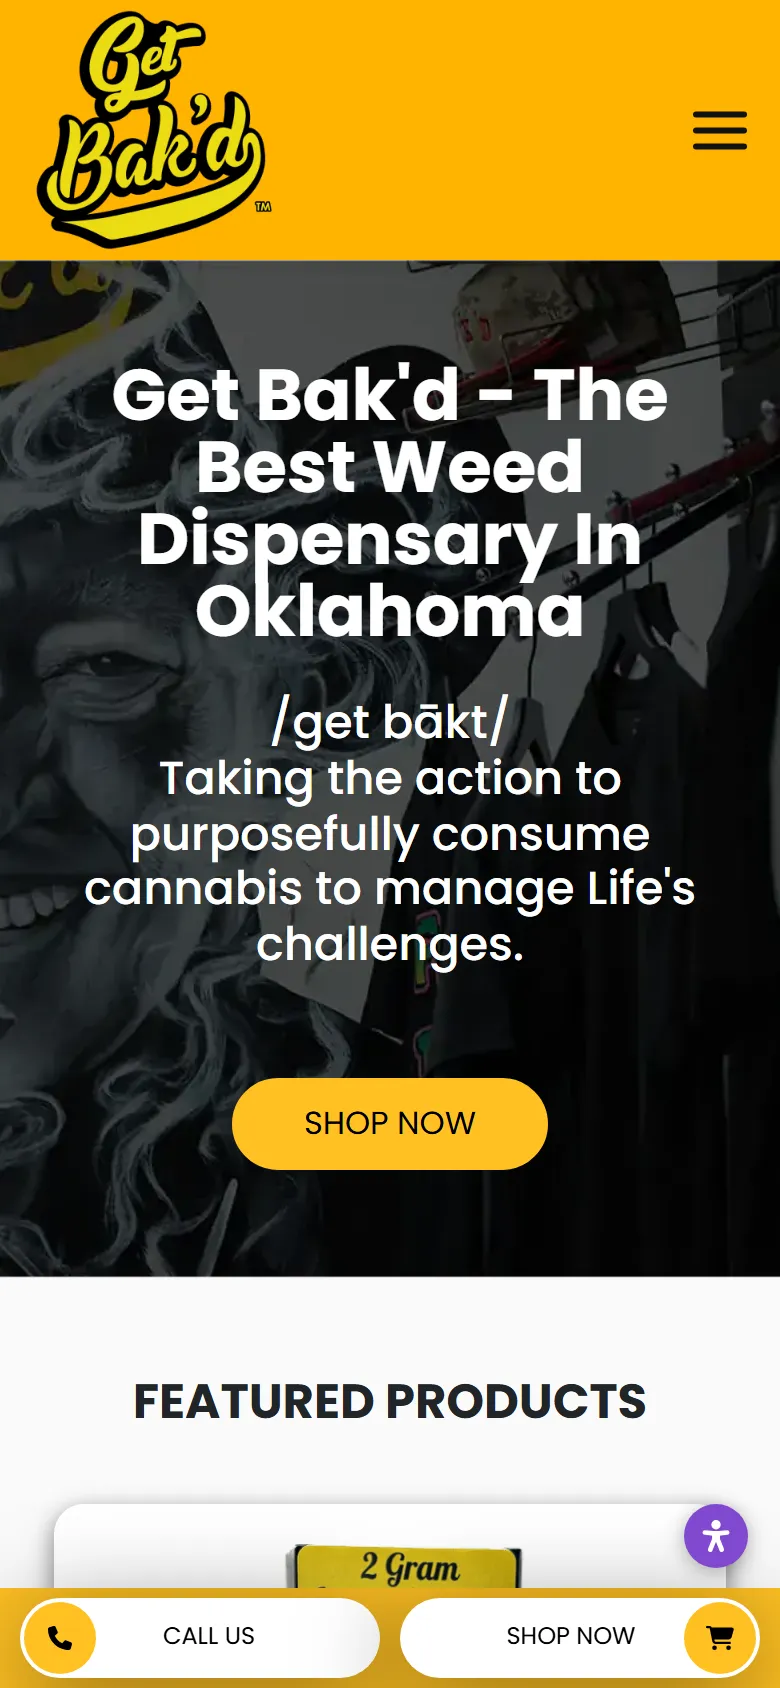 Get
Bak'd
TM
Get Bak'd - The
Best Weed
Dispensary In
Oklahoma
/get bākt/
Taking the action to
purposefully consume
cannabis to manage Life's
challenges.
SHOP NOW
FEATURED PRODUCTS
2 Gram
CALL US
SHOP NOW